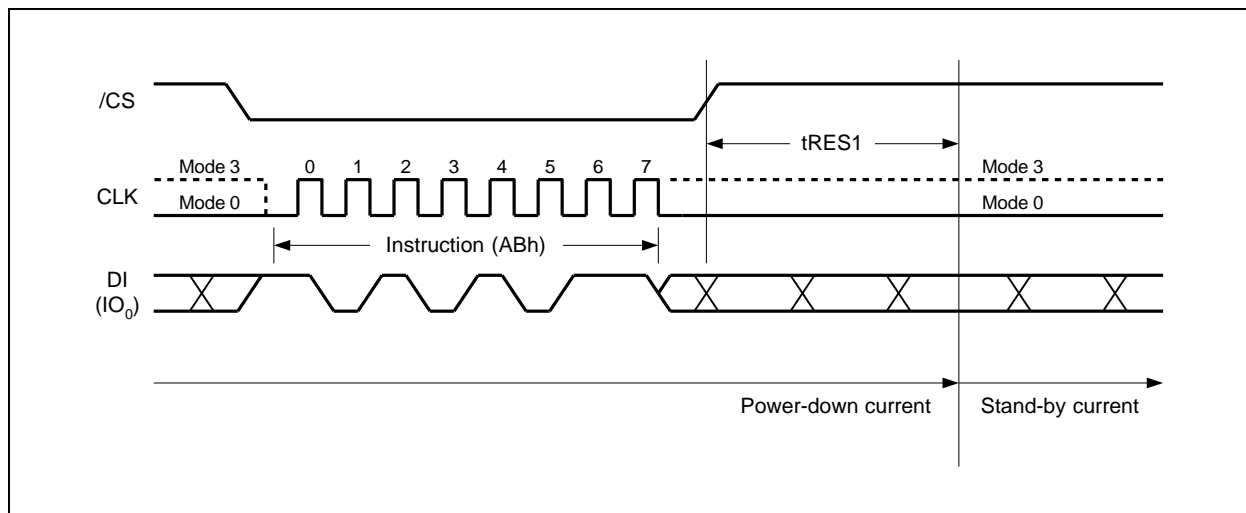 /CS
tRES1
Mode 3 0 1 2 3 4 5 6 7 Mode 3
CLK
Mode 0 Mode 0
Instruction (ABh)
DI
(IO₀)
Power-down current Stand-by current